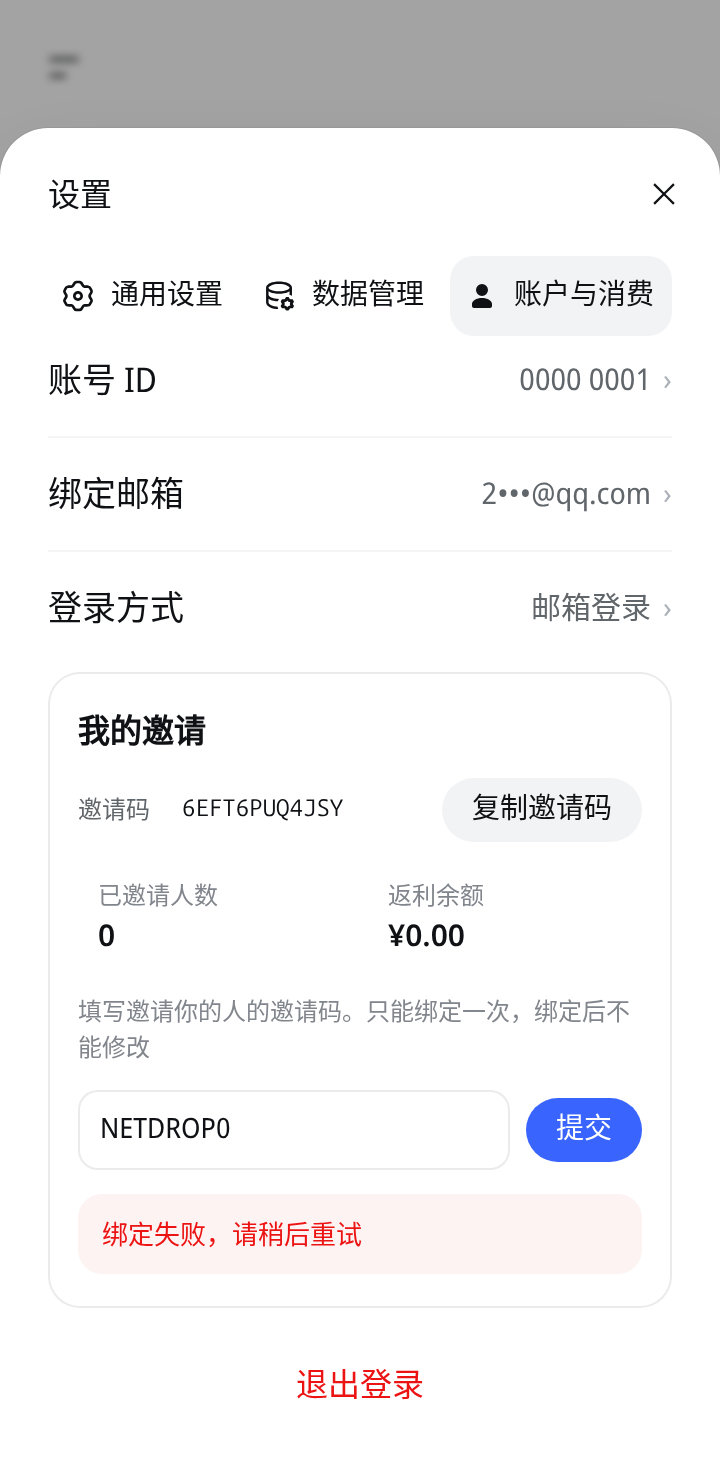 设置
通用设置 数据管理 账户与消费
账号 ID 0000 0001 ›
绑定邮箱 2•••@qq.com ›
登录方式 邮箱登录 ›
我的邀请
邀请码 6EFT6PUQ4JSY 复制邀请码
已邀请人数 返利余额
0 ¥0.00
填写邀请你的人的邀请码。只能绑定一次，绑定后不
能修改
NETDROP0 提交
绑定失败，请稍后重试
退出登录